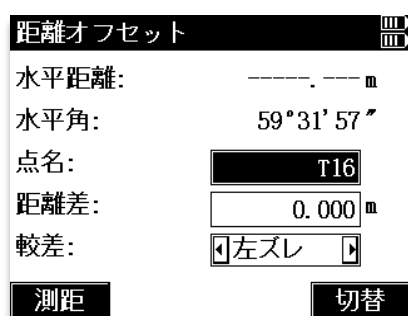 距離オフセット
水平距離: -----.---m
水平角: 59°31'57"
点名: T16
距離差: 0.000 m
較差: 左ズレ
測距 切替